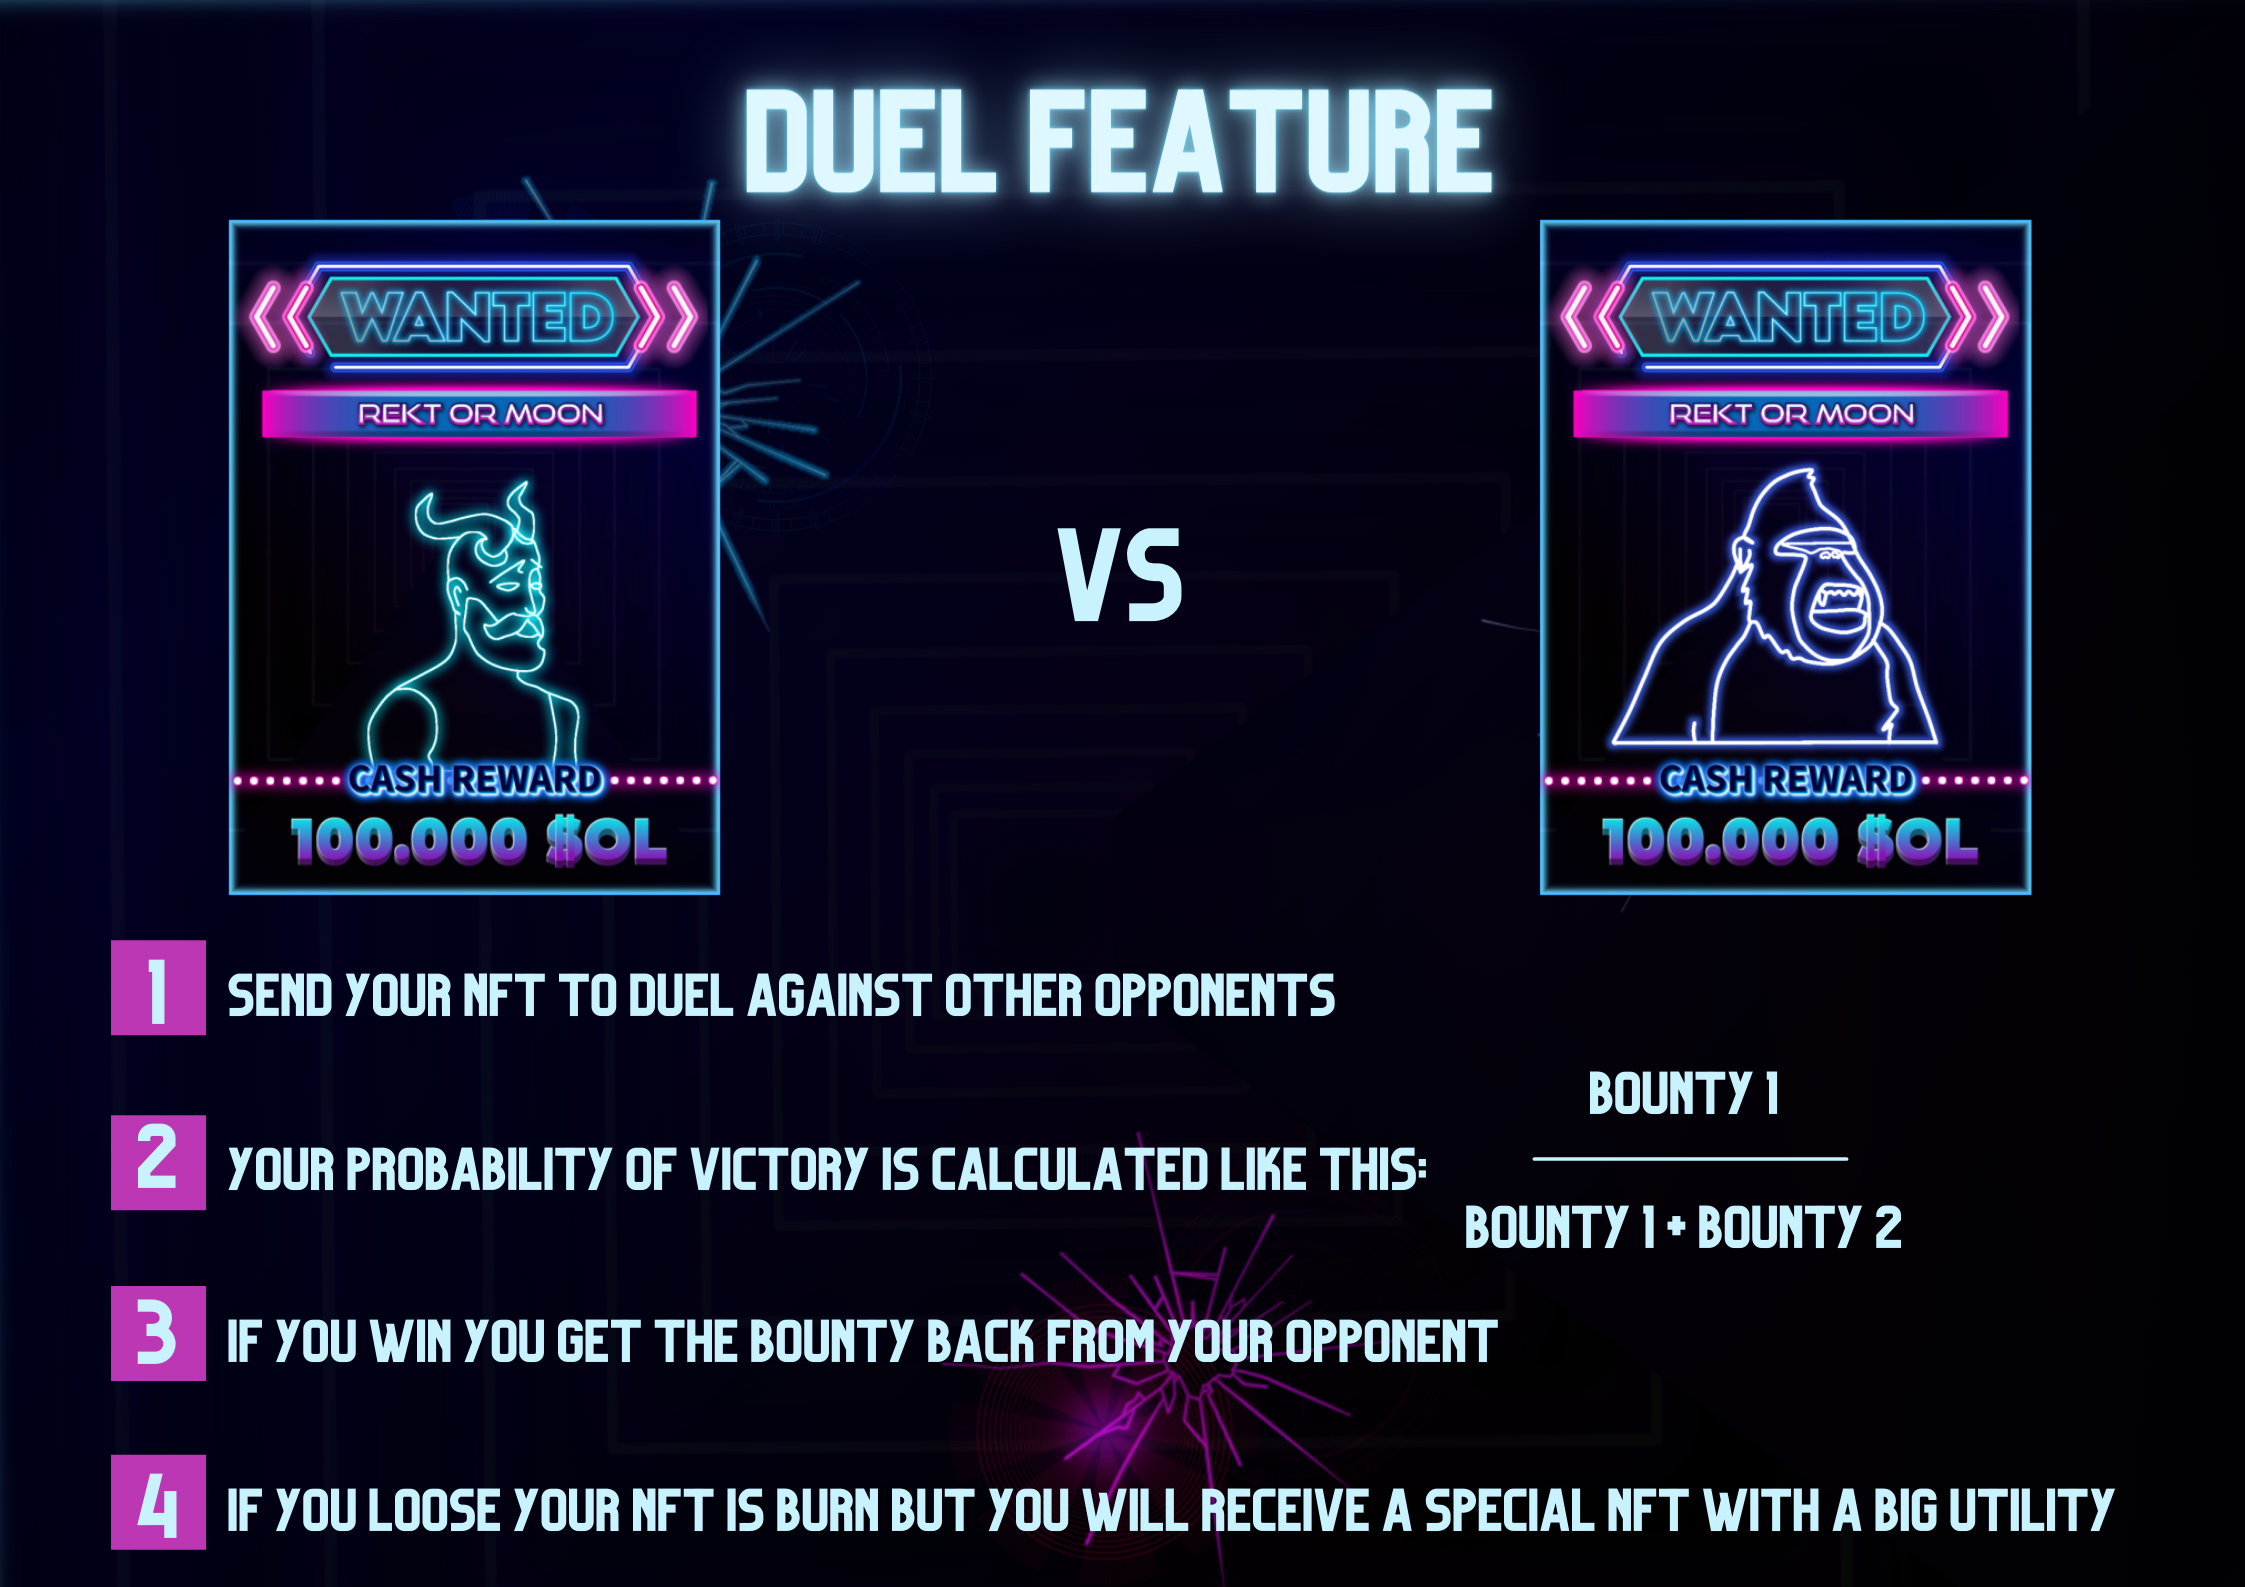 DUEL FEATURE
WANTED
REKT OR MOON
CASH REWARD
100.000 $OL
VS
WANTED
REKT OR MOON
CASH REWARD
100.000 $OL
1
SEND YOUR NFT TO DUEL AGAINST OTHER OPPONENTS
2
YOUR PROBABILITY OF VICTORY IS CALCULATED LIKE THIS:
BOUNTY 1
BOUNTY 1 + BOUNTY 2
3
IF YOU WIN YOU GET THE BOUNTY BACK FROM YOUR OPPONENT
4
IF YOU LOOSE YOUR NFT IS BURN BUT YOU WILL RECEIVE A SPECIAL NFT WITH A BIG UTILITY